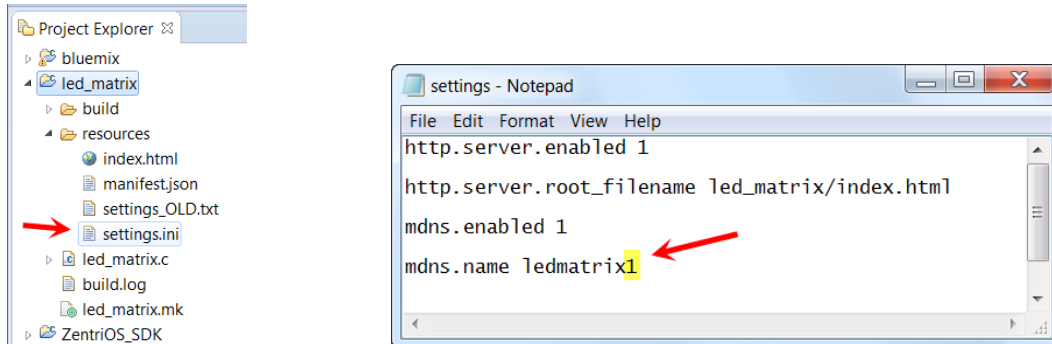 Project Explorer
bluemix
led_matrix
build
resources
index.html
manifest.json
settings_OLD.txt
settings.ini
led_matrix.c
build.log
led_matrix.mk
ZentriOS_SDK
settings - Notepad
File Edit Format View Help
http.server.enabled 1
http.server.root_filename led_matrix/index.html
mdns.enabled 1
mdns.name ledmatrix1